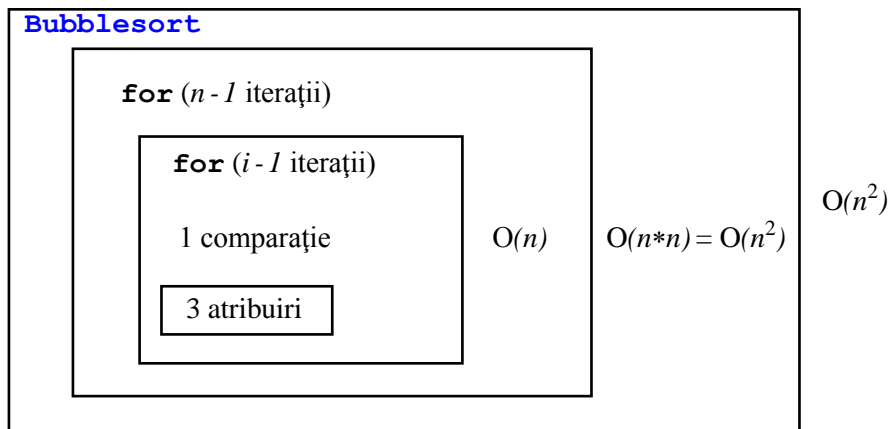 Bubblesort
for (n - 1 iteraţii)
for (i - 1 iteraţii)
1 comparaţie
3 atribuiri
O(n)
O(n*n) = O(n²)
O(n²)